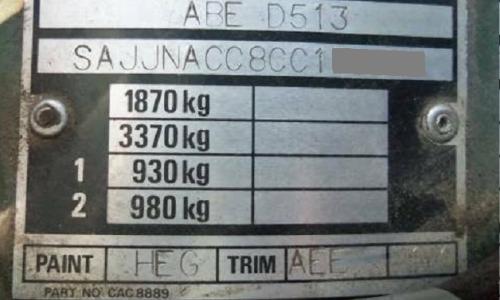 ABE D513
SAJJNACC8CC1
1870 kg
3370 kg
1 930 kg
2 980 kg
PAINT HEG TRIM AEE
PART NO CAC 8889